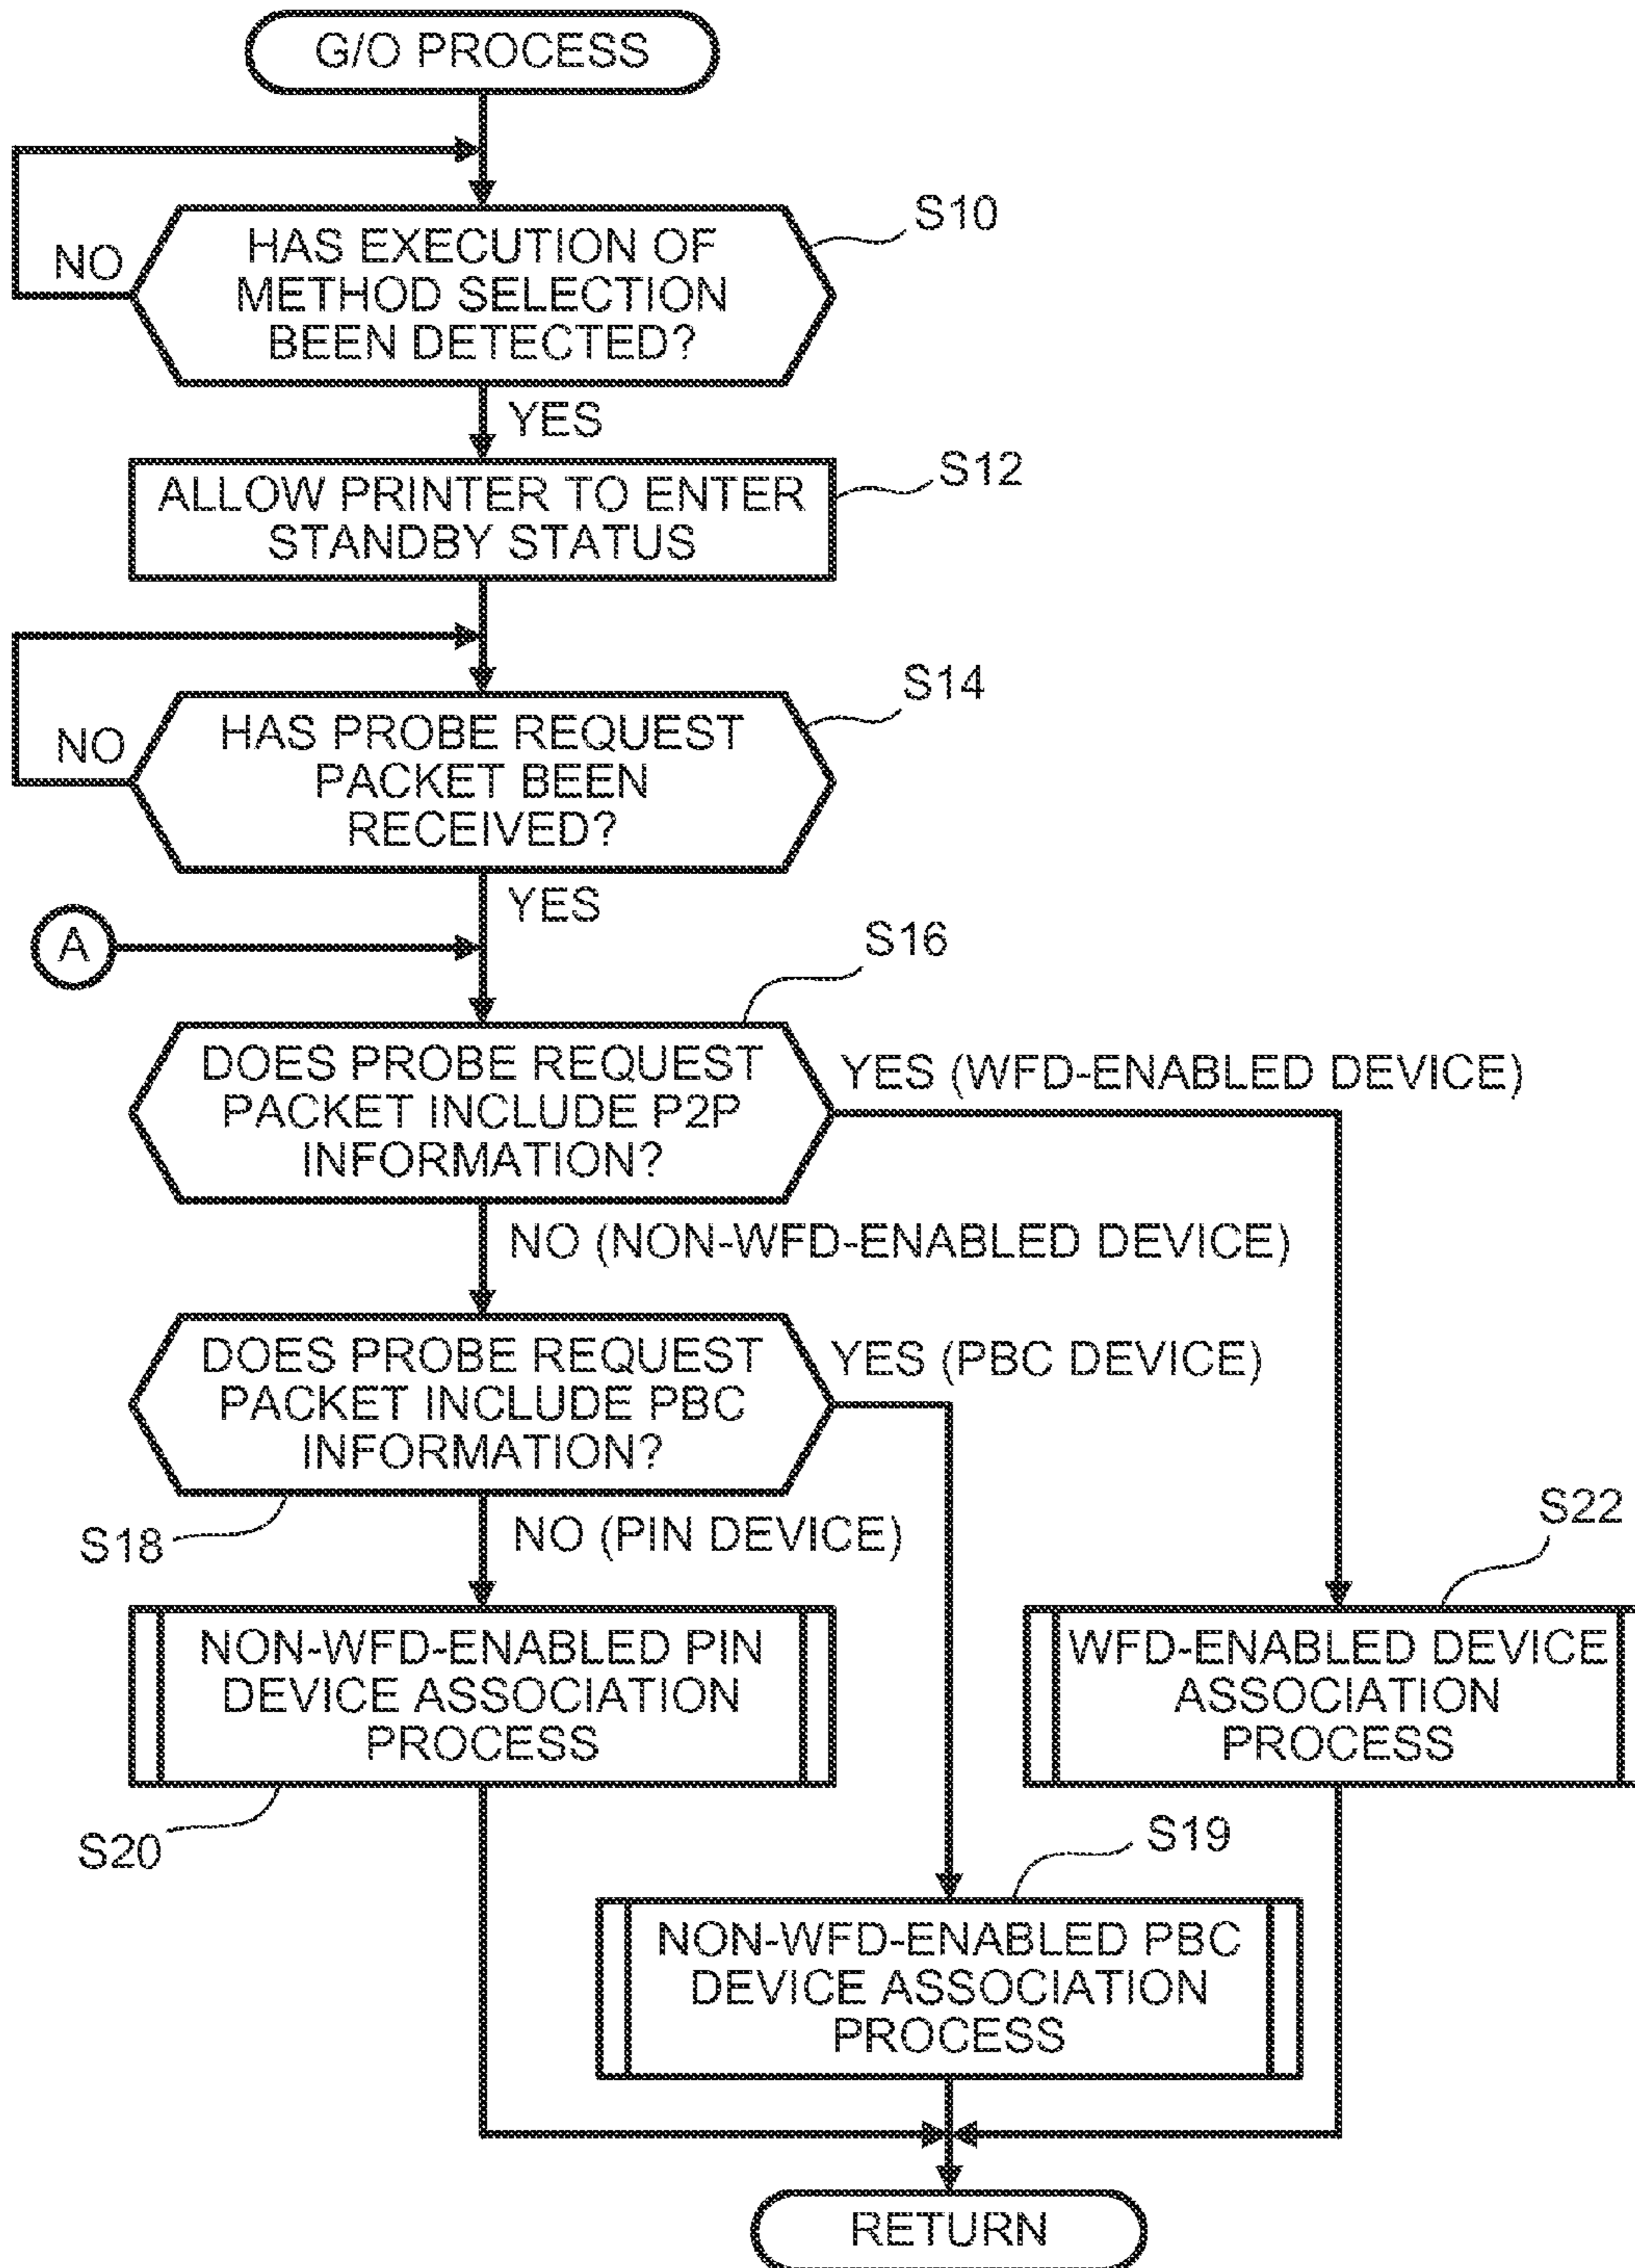 G/O PROCESS
S10
NO
HAS EXECUTION OF
METHOD SELECTION
BEEN DETECTED?
YES
S12
ALLOW PRINTER TO ENTER
STANDBY STATUS
S14
NO
HAS PROBE REQUEST
PACKET BEEN
RECEIVED?
YES
A
S16
DOES PROBE REQUEST
PACKET INCLUDE P2P
INFORMATION?
YES (WFD-ENABLED DEVICE)
NO (NON-WFD-ENABLED DEVICE)
DOES PROBE REQUEST
PACKET INCLUDE PBC
INFORMATION?
YES (PBC DEVICE)
S18
NO (PIN DEVICE)
S22
NON-WFD-ENABLED PIN
DEVICE ASSOCIATION
PROCESS
WFD-ENABLED DEVICE
ASSOCIATION
PROCESS
S20
S19
NON-WFD-ENABLED PBC
DEVICE ASSOCIATION
PROCESS
RETURN